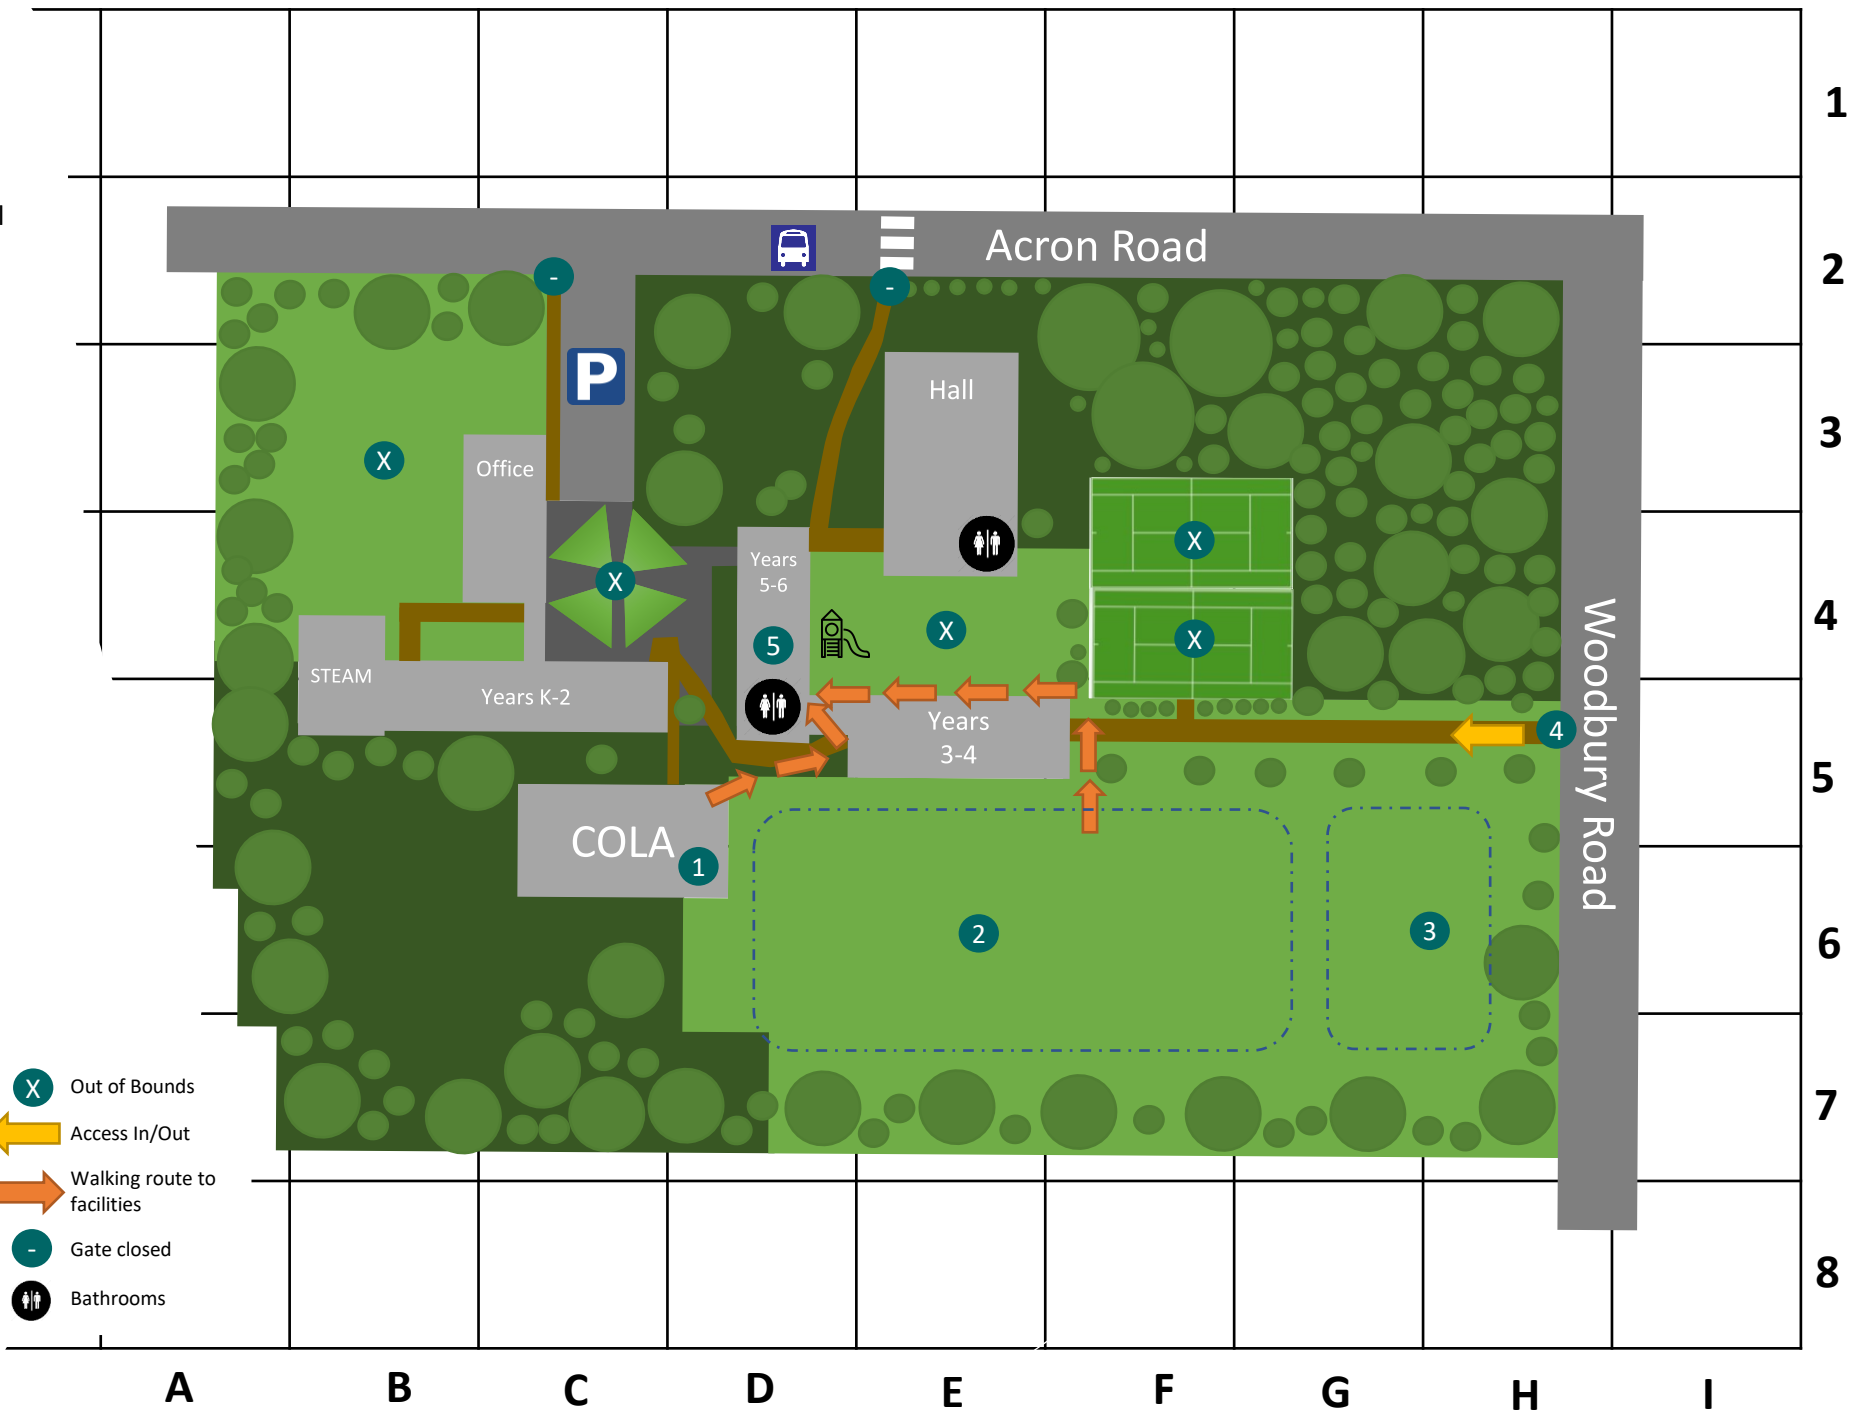 1
Acron Road
2
-
-
P
Hall
3
X
Office
X
Years
5-6
X
X
4
5
X
X
STEAM
Years K-2
Years
3-4
4
Woodbury Road
5
COLA
1
2
3
6
X Out of Bounds
7
Access In/Out
Walking route to
facilities
- Gate closed
Bathrooms
8
A B C D E F G H I